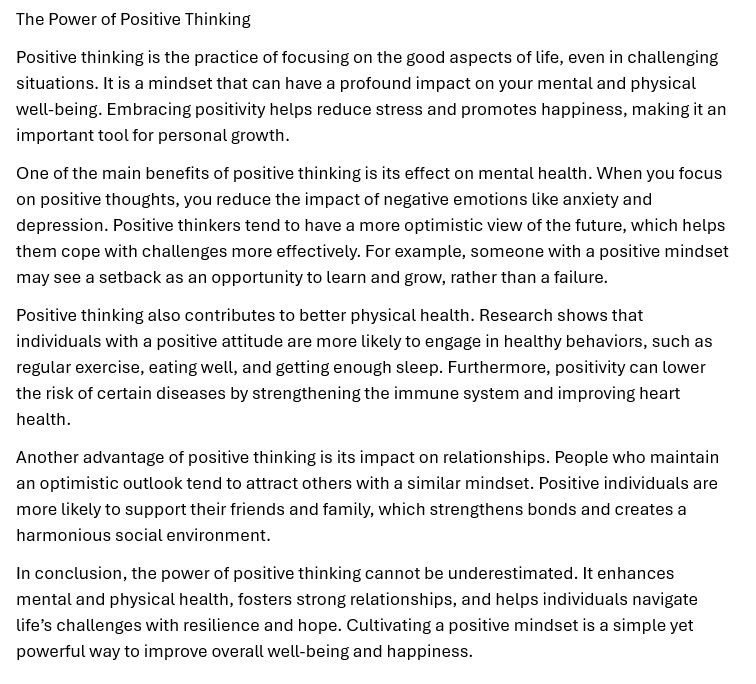 The Power of Positive Thinking
Positive thinking is the practice of focusing on the good aspects of life, even in challenging
situations. It is a mindset that can have a profound impact on your mental and physical
well-being. Embracing positivity helps reduce stress and promotes happiness, making it an
important tool for personal growth.
One of the main benefits of positive thinking is its effect on mental health. When you focus
on positive thoughts, you reduce the impact of negative emotions like anxiety and
depression. Positive thinkers tend to have a more optimistic view of the future, which helps
them cope with challenges more effectively. For example, someone with a positive mindset
may see a setback as an opportunity to learn and grow, rather than a failure.
Positive thinking also contributes to better physical health. Research shows that
individuals with a positive attitude are more likely to engage in healthy behaviors, such as
regular exercise, eating well, and getting enough sleep. Furthermore, positivity can lower
the risk of certain diseases by strengthening the immune system and improving heart
health.
Another advantage of positive thinking is its impact on relationships. People who maintain
an optimistic outlook tend to attract others with a similar mindset. Positive individuals are
more likely to support their friends and family, which strengthens bonds and creates a
harmonious social environment.
In conclusion, the power of positive thinking cannot be underestimated. It enhances
mental and physical health, fosters strong relationships, and helps individuals navigate
life’s challenges with resilience and hope. Cultivating a positive mindset is a simple yet
powerful way to improve overall well-being and happiness.